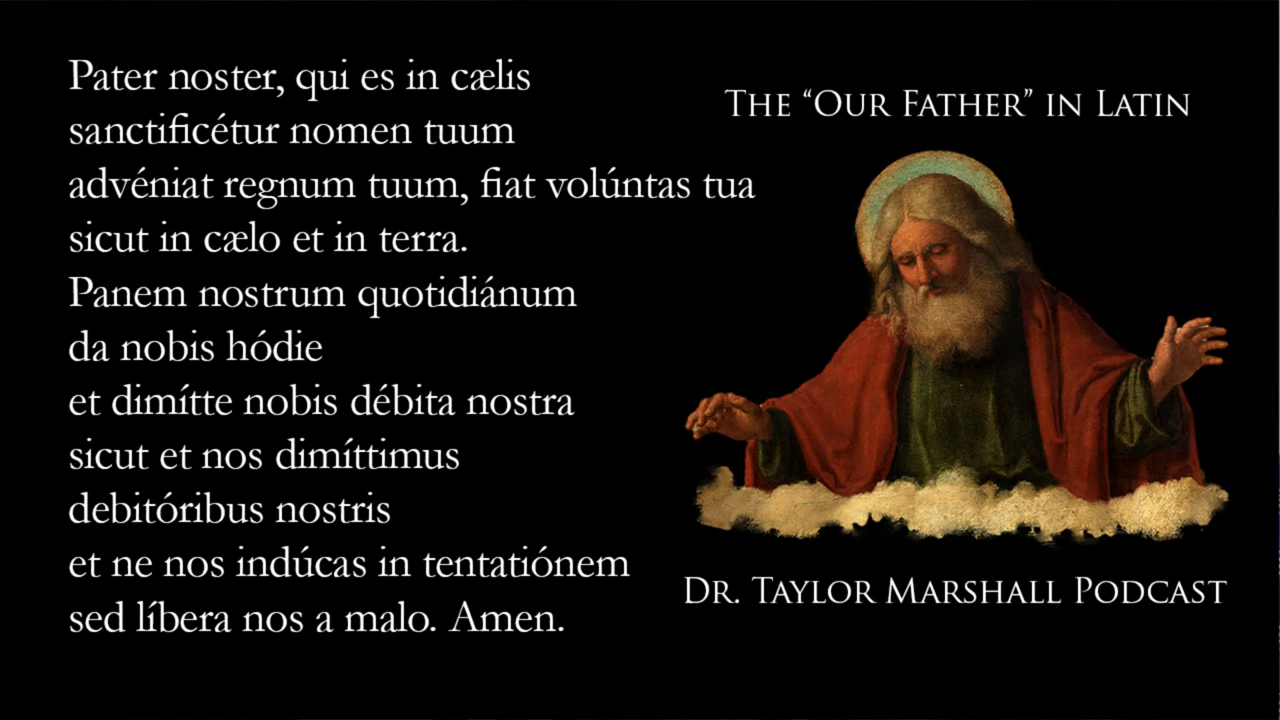 Pater noster, qui es in cælis
sanctificétur nomen tuum
advéniat regnum tuum, fiat volúntas tua
sicut in cælo et in terra.
Panem nostrum quotidiánum
da nobis hódie
et dimítte nobis débita nostra
sicut et nos dimíttimus
debitóribus nostris
et ne nos indúcas in tentatiónem
sed líbera nos a malo. Amen.
The “Our Father” in Latin
Dr. Taylor Marshall Podcast